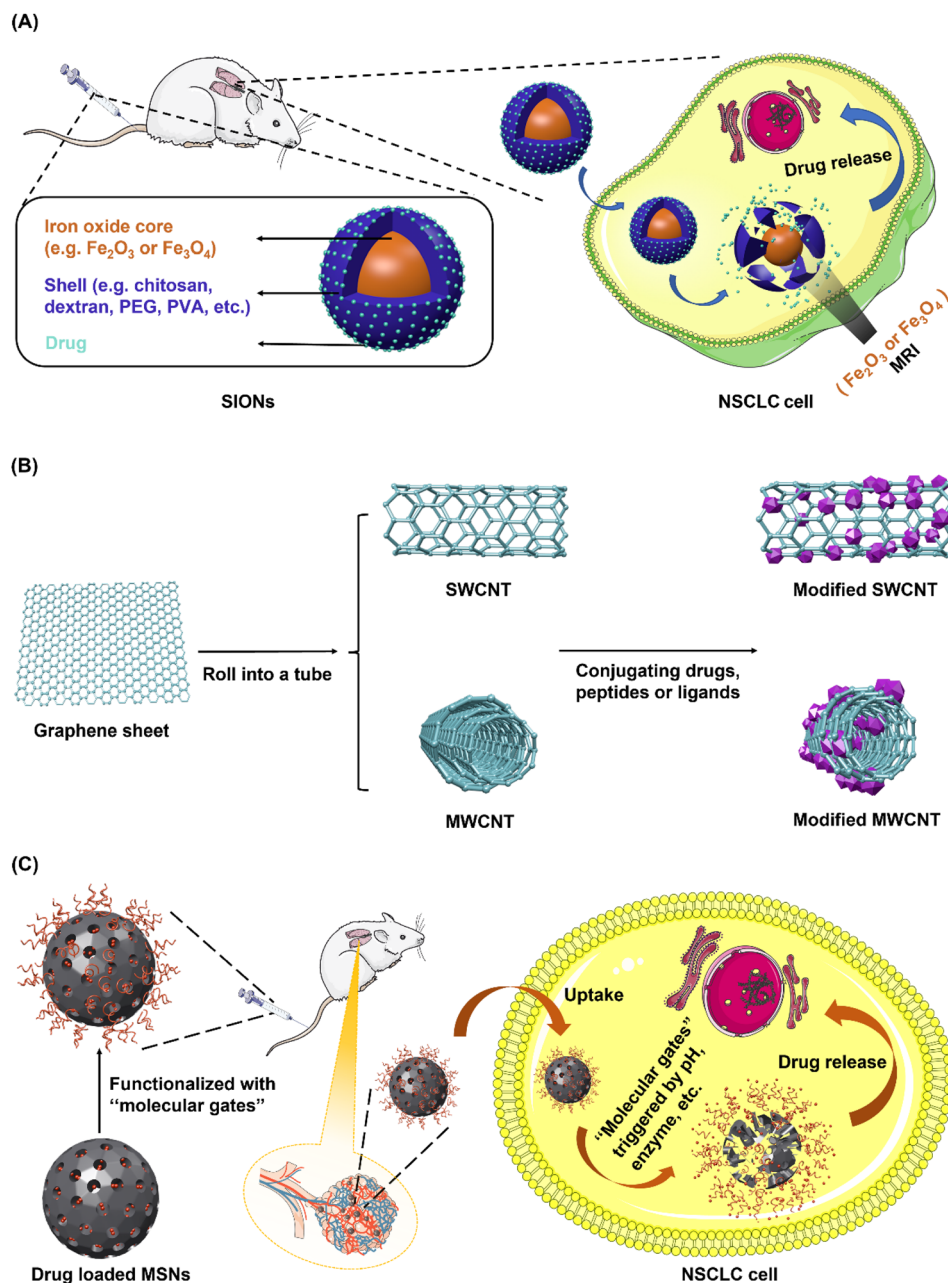 (A)
Iron oxide core
(e.g. Fe₂O₃ or Fe₃O₄)
Shell (e.g. chitosan,
dextran, PEG, PVA, etc.)
Drug
SIONs
Drug release
( Fe₂O₃ or Fe₃O₄)
MRI
NSCLC cell
(B)
Graphene sheet
Roll into a tube
SWCNT
MWCNT
Conjugating drugs,
peptides or ligands
Modified SWCNT
Modified MWCNT
(C)
Functionalized with
“molecular gates”
Drug loaded MSNs
Uptake
“Molecular gates”
triggered by pH,
enzyme, etc.
Drug release
NSCLC cell